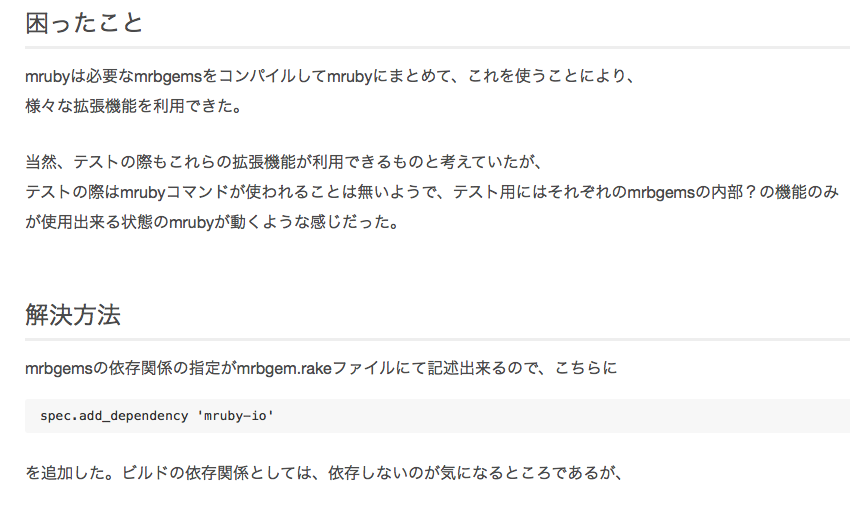 困ったこと
mrubyは必要なmrbgemsをコンパイルしてmrubyにまとめて、これを使うことにより、
様々な拡張機能を利用できた。
当然、テストの際もこれらの拡張機能が利用できるものと考えていたが、
テストの際はmrubyコマンドが使われることは無いようで、テスト用にはそれぞれのmrbgemsの内部？の機能のみ
が使用出来る状態のmrubyが動くような感じだった。
解決方法
mrbgemsの依存関係の指定がmrbgem.rakeファイルにて記述出来るので、こちらに
spec.add_dependency 'mruby-io'
を追加した。ビルドの依存関係としては、依存しないのが気になるところであるが、